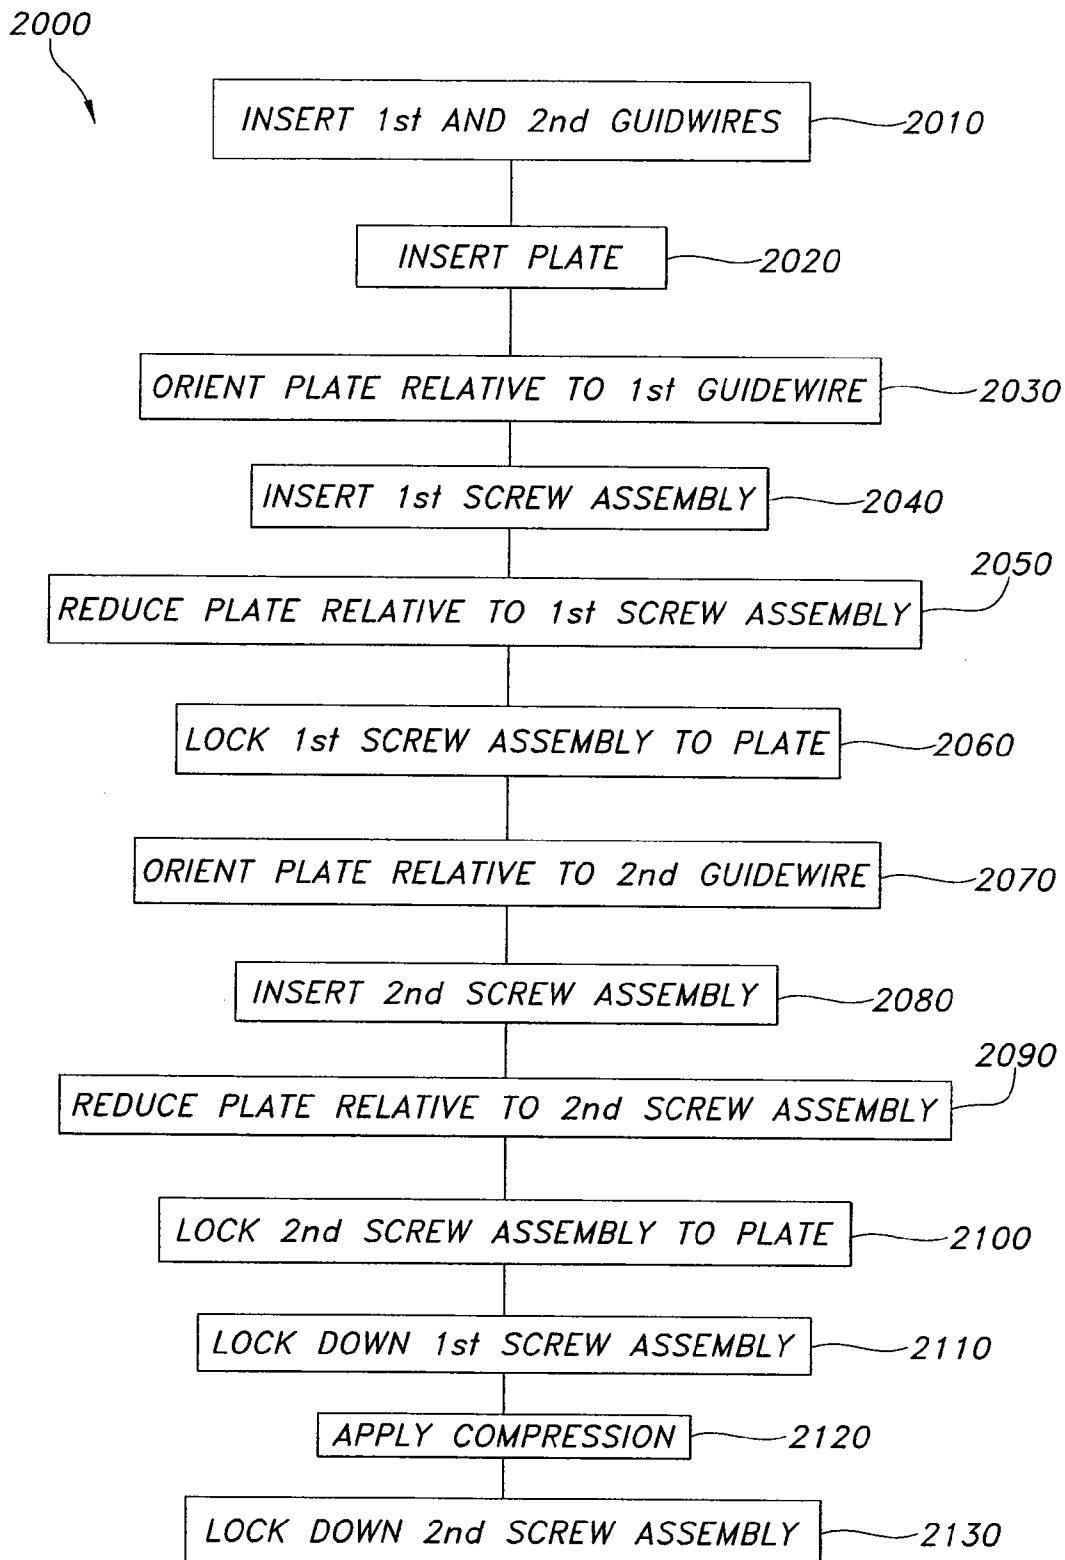 2000
INSERT 1st AND 2nd GUIDWIRES 2010
INSERT PLATE 2020
ORIENT PLATE RELATIVE TO 1st GUIDEWIRE 2030
INSERT 1st SCREW ASSEMBLY 2040
2050
REDUCE PLATE RELATIVE TO 1st SCREW ASSEMBLY
LOCK 1st SCREW ASSEMBLY TO PLATE 2060
ORIENT PLATE RELATIVE TO 2nd GUIDEWIRE 2070
INSERT 2nd SCREW ASSEMBLY 2080
2090
REDUCE PLATE RELATIVE TO 2nd SCREW ASSEMBLY
LOCK 2nd SCREW ASSEMBLY TO PLATE 2100
LOCK DOWN 1st SCREW ASSEMBLY 2110
APPLY COMPRESSION 2120
LOCK DOWN 2nd SCREW ASSEMBLY 2130